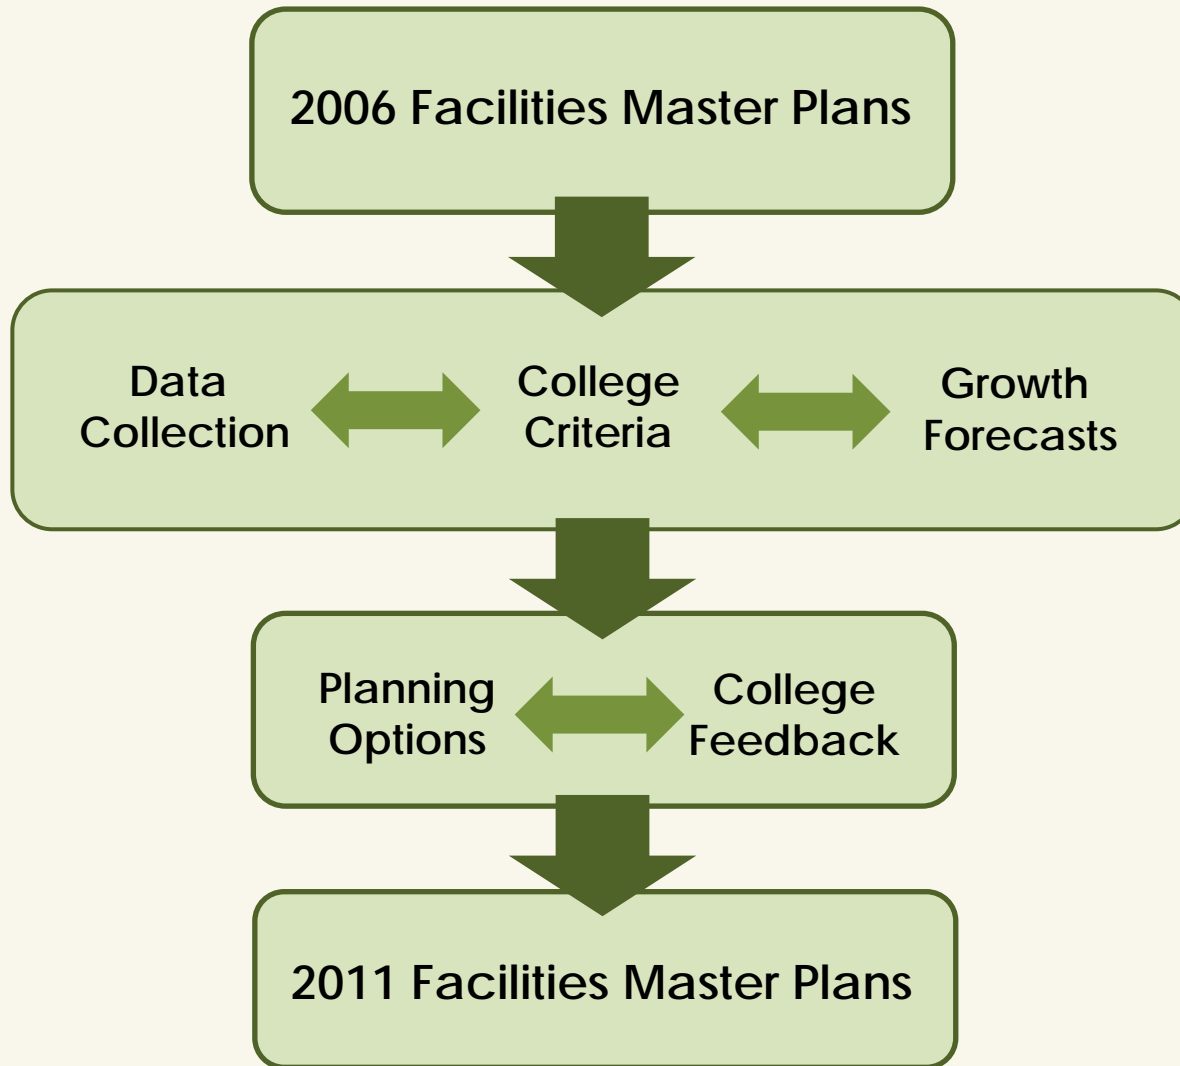 2006 Facilities Master Plans
Data
Collection
College
Criteria
Growth
Forecasts
Planning
Options
College
Feedback
2011 Facilities Master Plans